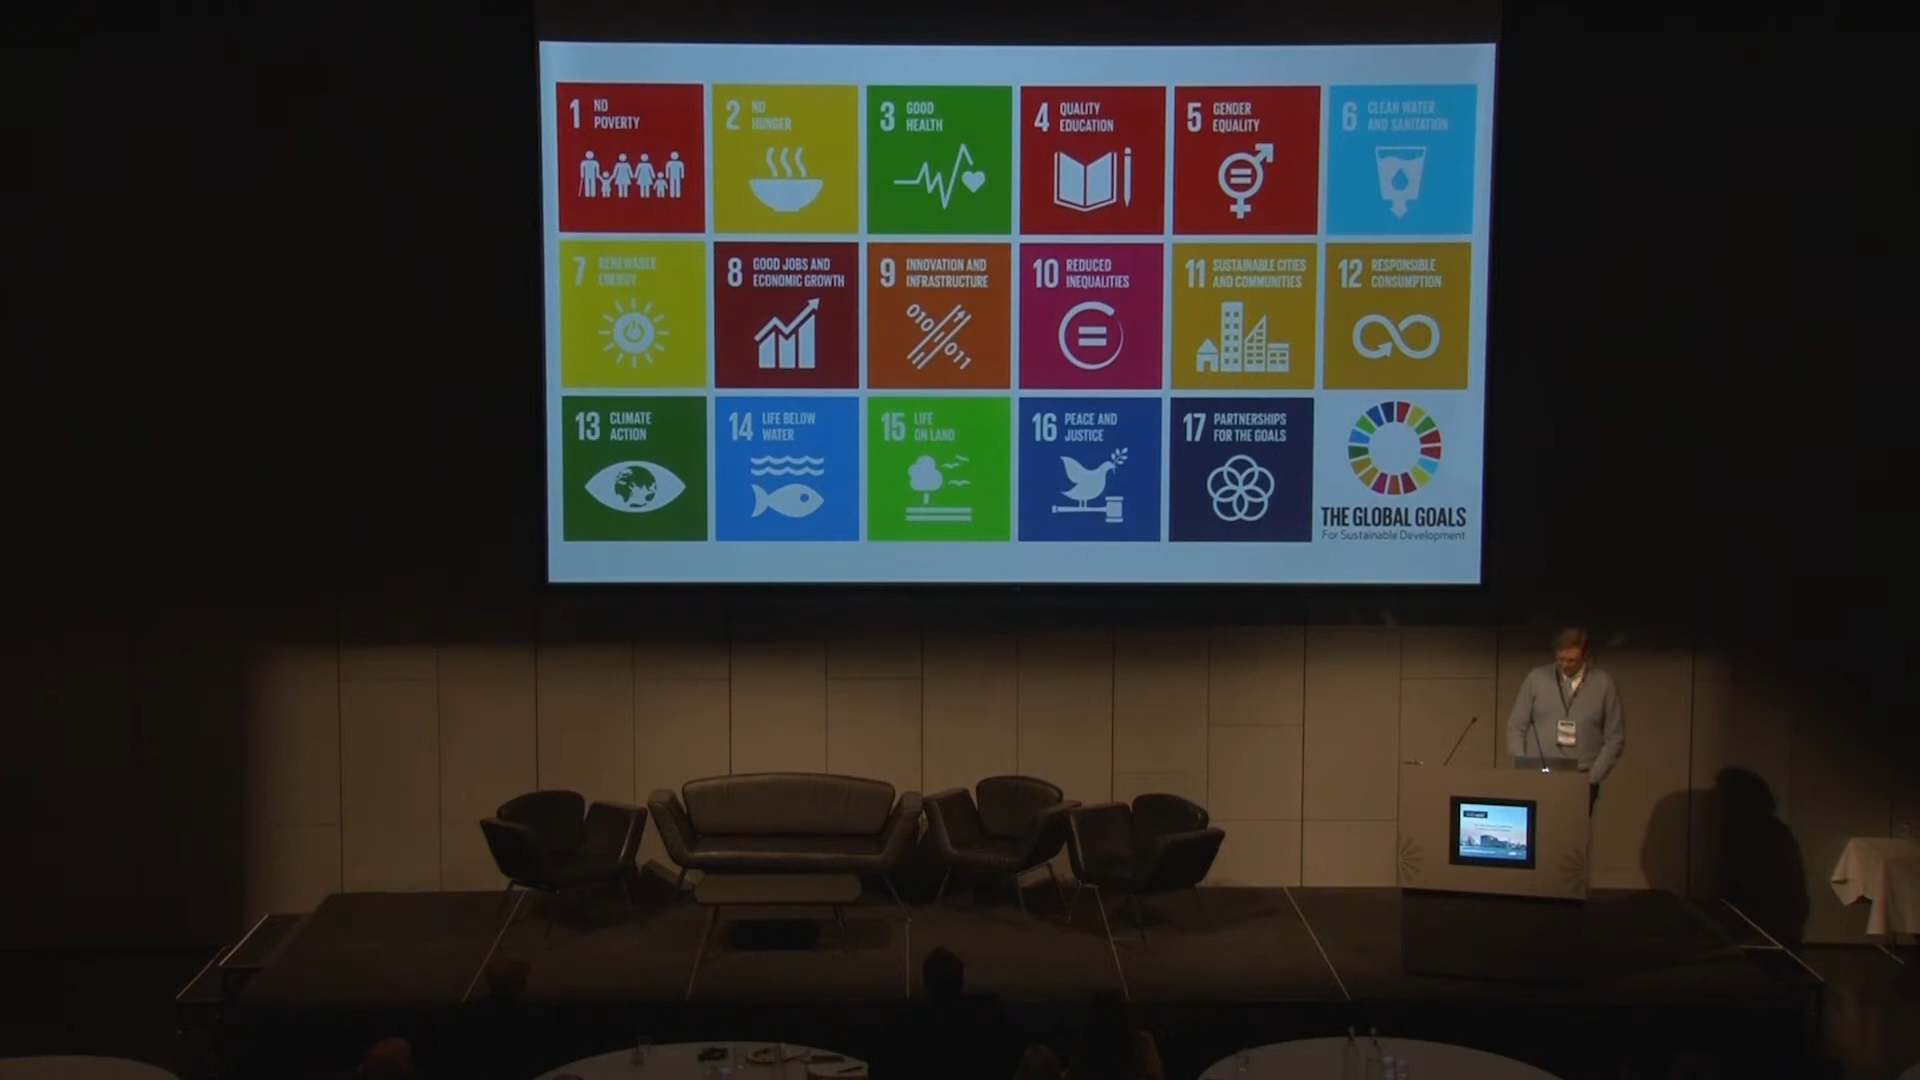 1 NO
POVERTY
2 NO
HUNGER
3 GOOD
HEALTH
4 QUALITY
EDUCATION
5 GENDER
EQUALITY
6 CLEAN WATER
AND SANITATION
7 RENEWABLE
ENERGY
8 GOOD JOBS AND
ECONOMIC GROWTH
9 INNOVATION AND
INFRASTRUCTURE
010
011
10 REDUCED
INEQUALITIES
11 SUSTAINABLE CITIES
AND COMMUNITIES
12 RESPONSIBLE
CONSUMPTION
13 CLIMATE
ACTION
14 LIFE BELOW
WATER
15 LIFE
ON LAND
16 PEACE AND
JUSTICE
17 PARTNERSHIPS
FOR THE GOALS
THE GLOBAL GOALS
For Sustainable Development